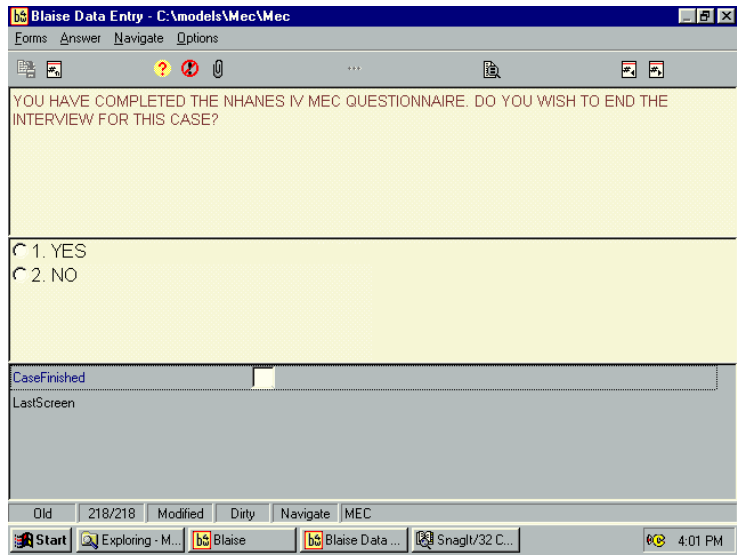 Blaise Data Entry - C:\models\Mec\Mec
Forms Answer Navigate Options
YOU HAVE COMPLETED THE NHANES IV MEC QUESTIONNAIRE. DO YOU WISH TO END THE
INTERVIEW FOR THIS CASE?
1. YES
2. NO
CaseFinished
LastScreen
Old 218/218 Modified Dirty Navigate MEC
Start Exploring - M... Blaise Blaise Data ... SnagIt/32 C... 4:01 PM